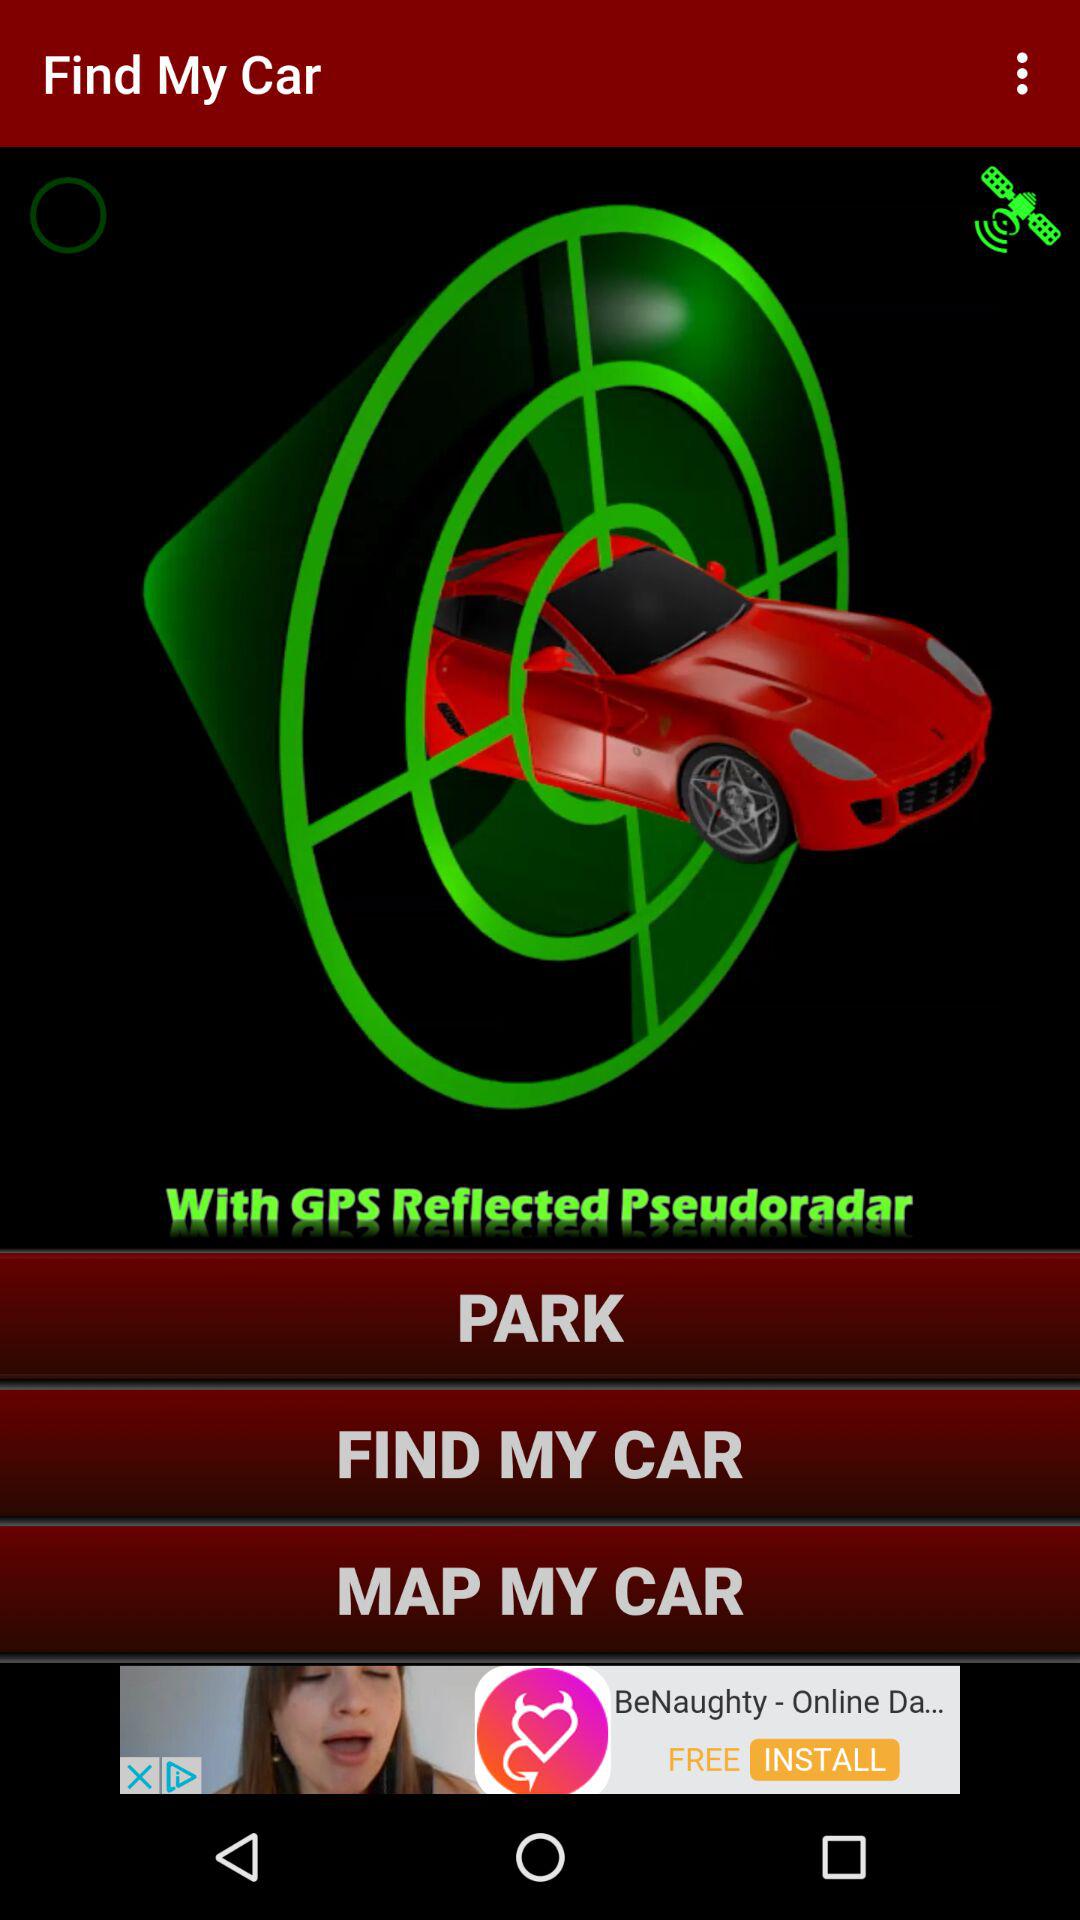 Find My Car
With GPS Reflected Pseudoradar
PARK
FIND MY CAR
MAP MY CAR
BeNaughty - Online Da...
FREE INSTALL